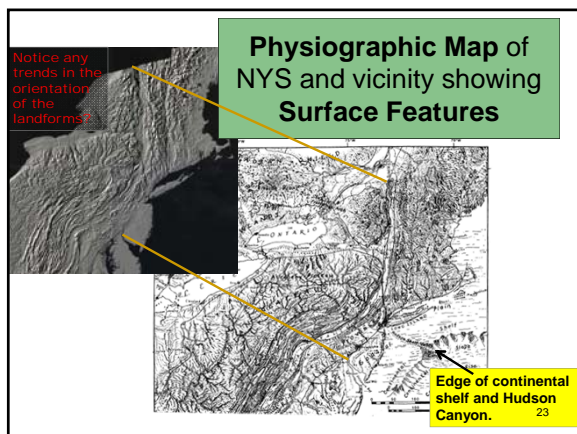 Notice any
trends in the
orientation
of the
landforms?
Physiographic Map of
NYS and vicinity showing
Surface Features
ONTARIO
Shelf
Edge of continental
shelf and Hudson
Canyon.
23